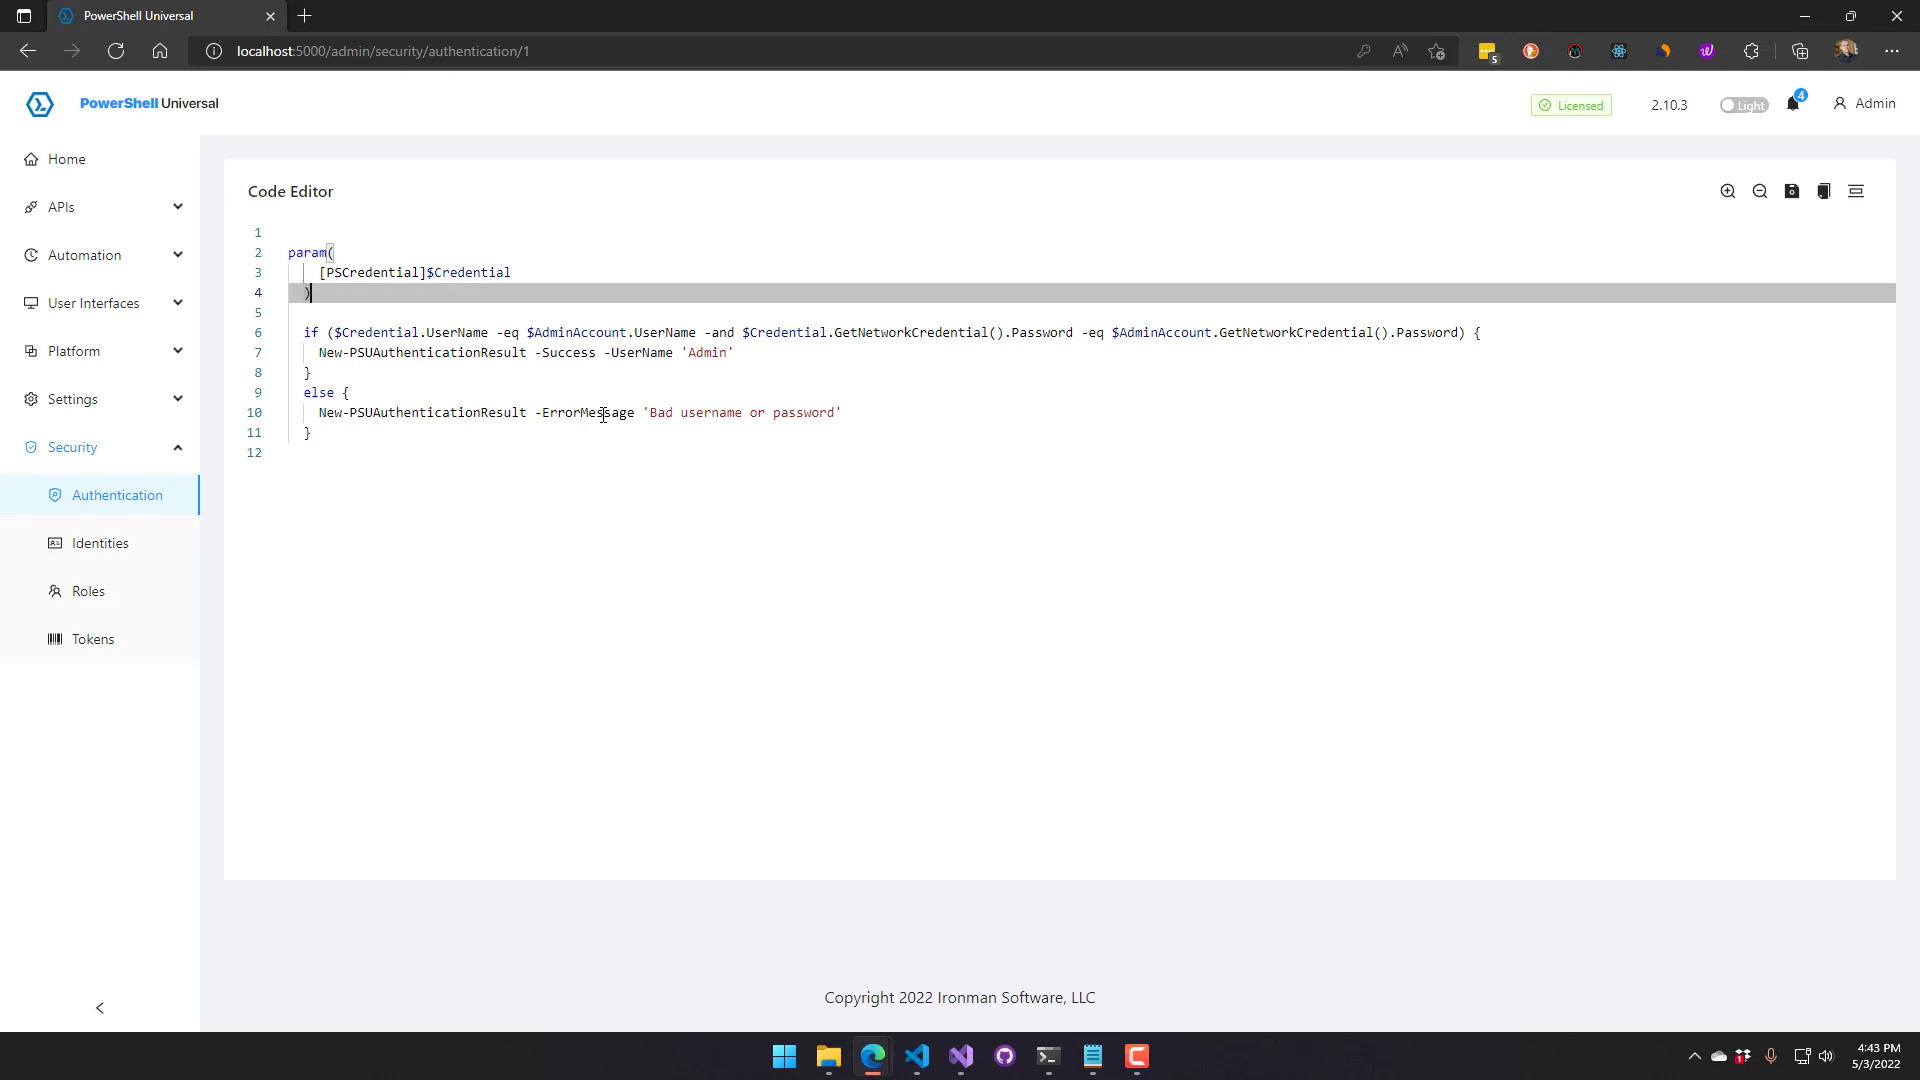 PowerShell Universal
localhost:5000/admin/security/authentication/1
5
PowerShell Universal
Licensed
2.10.3
Light
4
Admin
Home
APIs
Automation
User Interfaces
Platform
Settings
Security
Authentication
Identities
Roles
Tokens
Code Editor
1
2 param(
3 [PSCredential]$Credential
4 )
5
6 if ($Credential.UserName -eq $AdminAccount.UserName -and $Credential.GetNetworkCredential().Password -eq $AdminAccount.GetNetworkCredential().Password) {
7 New-PSUAuthenticationResult -Success -UserName 'Admin'
8 }
9 else {
10 New-PSUAuthenticationResult -ErrorMessage 'Bad username or password'
11 }
12
Copyright 2022 Ironman Software, LLC
1
4:43 PM
5/3/2022